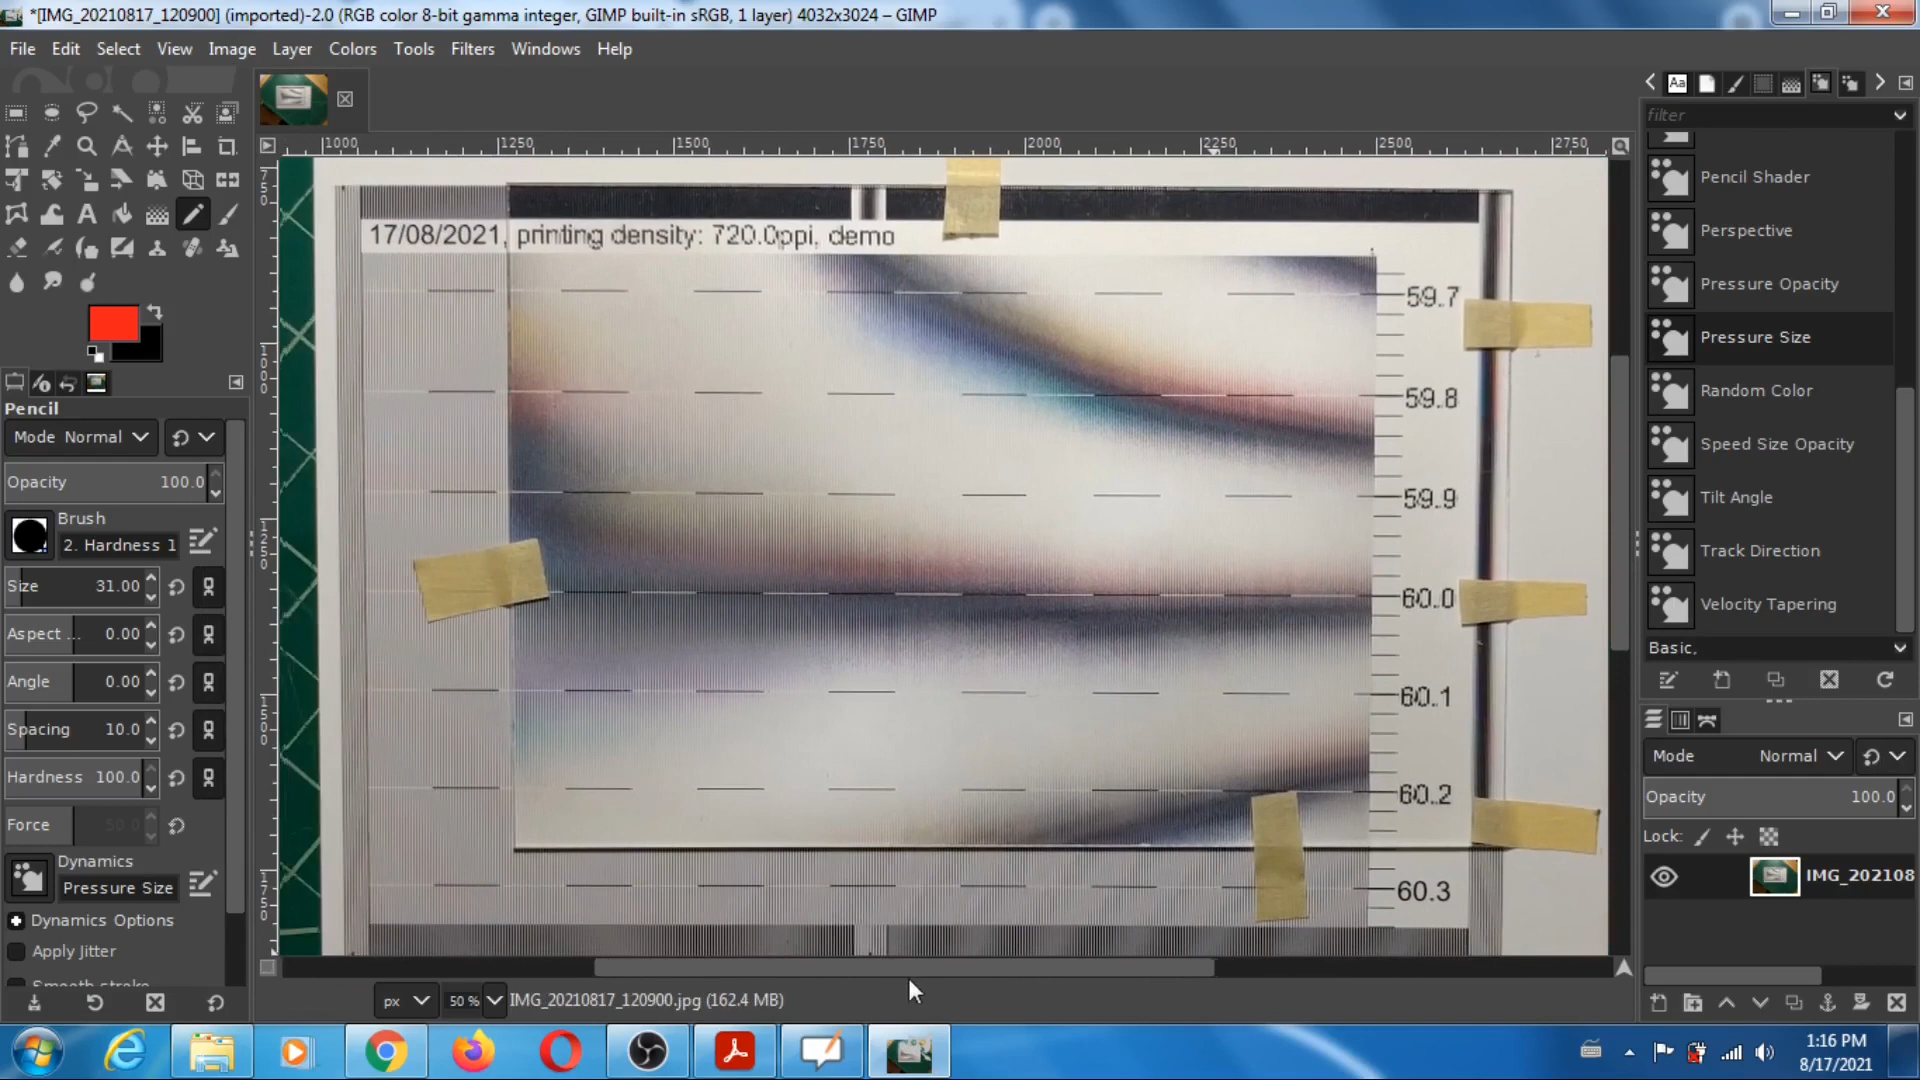 *[IMG_20210817_120900] (imported)-2.0 (RGB color 8-bit gamma integer, GIMP built-in sRGB, 1 layer) 4032x3024 – GIMP
File Edit Select View Image Layer Colors Tools Filters Windows Help
1000 1250 1500 1750 2000 2250 2500 2750
17/08/2021, printing density: 720.0ppi, demo
59.7
59.8
59.9
60.0
60.1
60.2
60.3
Pencil
Mode Normal
Opacity 100.0
Brush
2. Hardness 1
Size 31.00
Aspect ... 0.00
Angle 0.00
Spacing 10.0
Hardness 100.0
Force 50.0
Dynamics
Pressure Size
Dynamics Options
Apply Jitter
Smooth stroke
px 50 % IMG_20210817_120900.jpg (162.4 MB)
Aa
filter
Pencil Shader
Perspective
Pressure Opacity
Pressure Size
Random Color
Speed Size Opacity
Tilt Angle
Track Direction
Velocity Tapering
Basic,
Mode Normal
Opacity 100.0
Lock:
IMG_202108
1:16 PM
8/17/2021